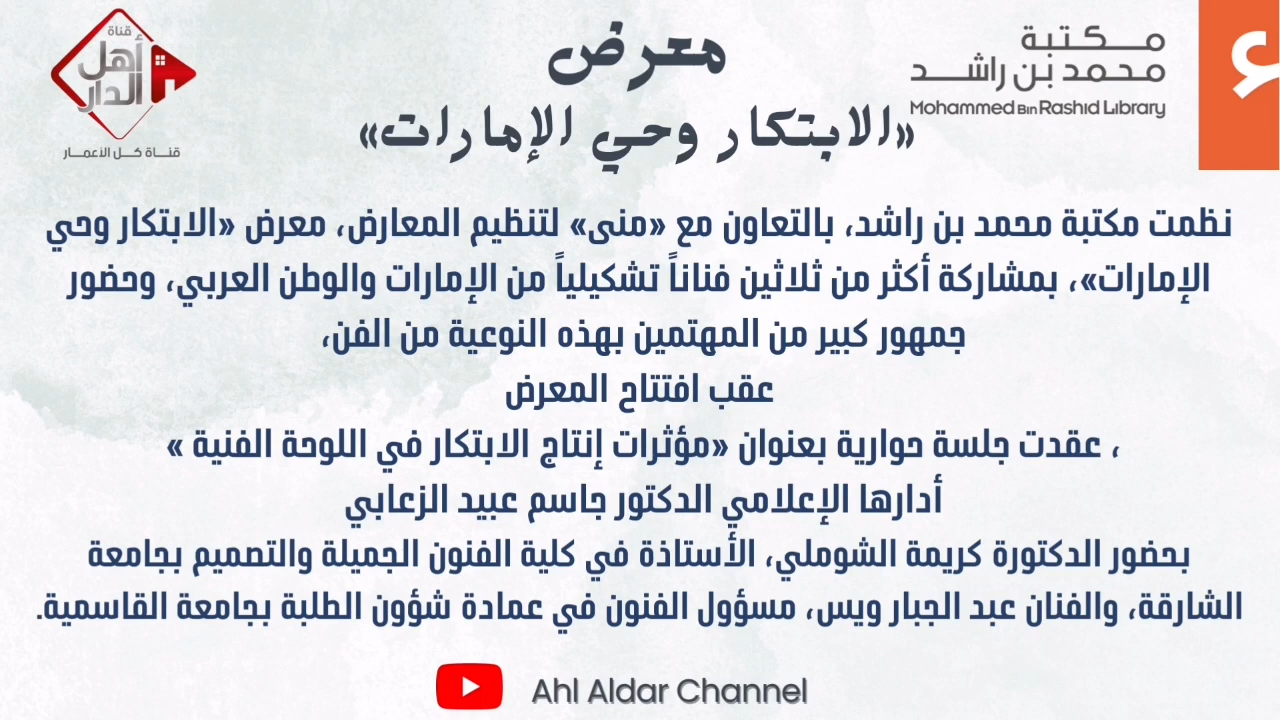 قناة
أهل
الدار
قناة كل الأعمار
معرض
«الابتكار وحي الإمارات»
مكتبة
محمد بن راشد
Mohammed Bin Rashid Library
نظمت مكتبة محمد بن راشد، بالتعاون مع «منى» لتنظيم المعارض، معرض «الابتكار وحي
الإمارات»، بمشاركة أكثر من ثلاثين فناناً تشكيلياً من الإمارات والوطن العربي، وحضور
جمهور كبير من المهتمين بهذه النوعية من الفن،
عقب افتتاح المعرض
، عقدت جلسة حوارية بعنوان «مؤثرات إنتاج الابتكار في اللوحة الفنية »
أدارها الإعلامي الدكتور جاسم عبيد الزعابي
بحضور الدكتورة كريمة الشوملي، الأستاذة في كلية الفنون الجميلة والتصميم بجامعة
الشارقة، والفنان عبد الجبار ويس، مسؤول الفنون في عمادة شؤون الطلبة بجامعة القاسمية.
Ahl Aldar Channel